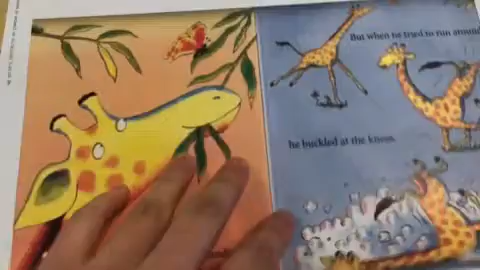 But when he tried to run around
he buckled at the knees.